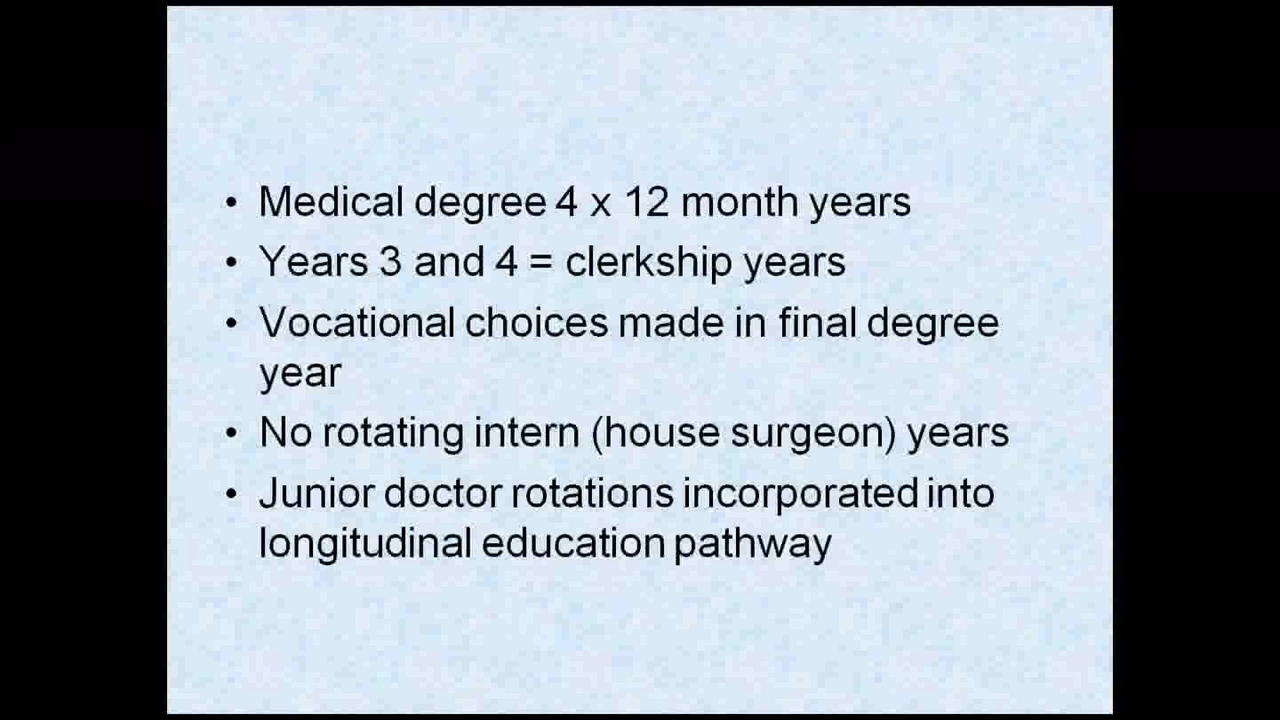 • Medical degree 4 x 12 month years
• Years 3 and 4 = clerkship years
• Vocational choices made in final degree
year
• No rotating intern (house surgeon) years
• Junior doctor rotations incorporated into
longitudinal education pathway